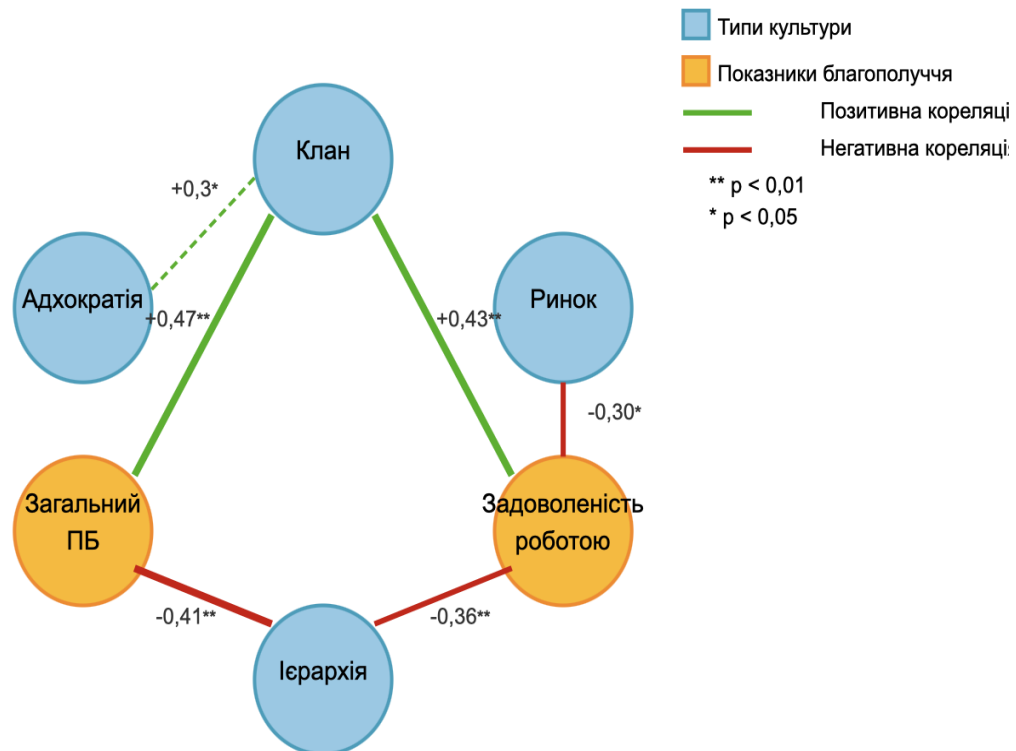 Типи культури
Показники благополуччя
Позитивна кореляці
Негативна кореляція
** p < 0,01
* p < 0,05
Клан
+0,3*
Адхократія
Ринок
+0,47**
+0,43**
-0,30*
Загальний
ПБ
Задоволеність
роботою
-0,41**
-0,36**
Ієрархія